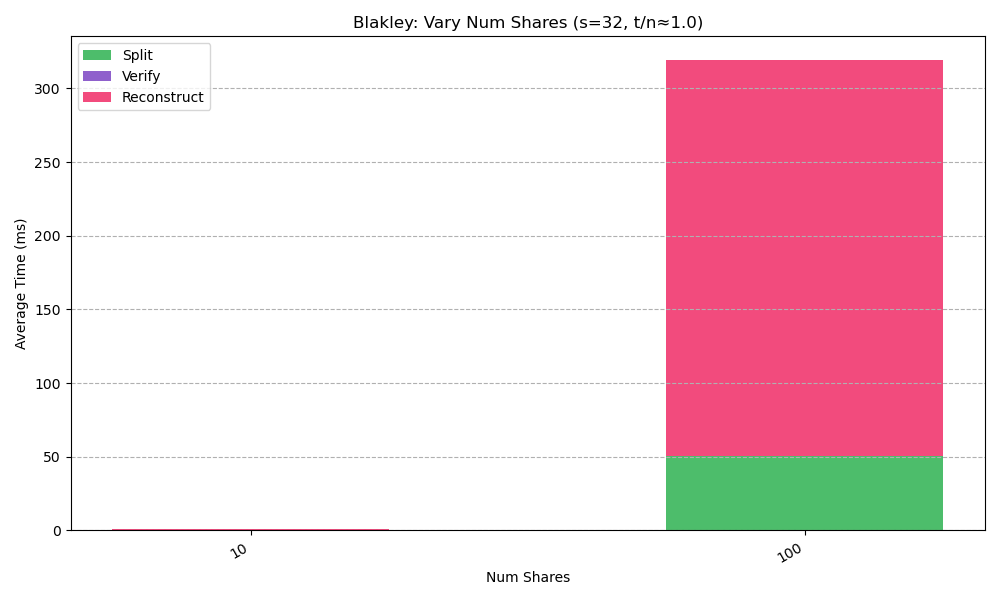 Blakley: Vary Num Shares (s=32, t/n≈1.0)
Split
Verify
Reconstruct
Average Time (ms)
300
250
200
150
100
50
0
10
100
Num Shares